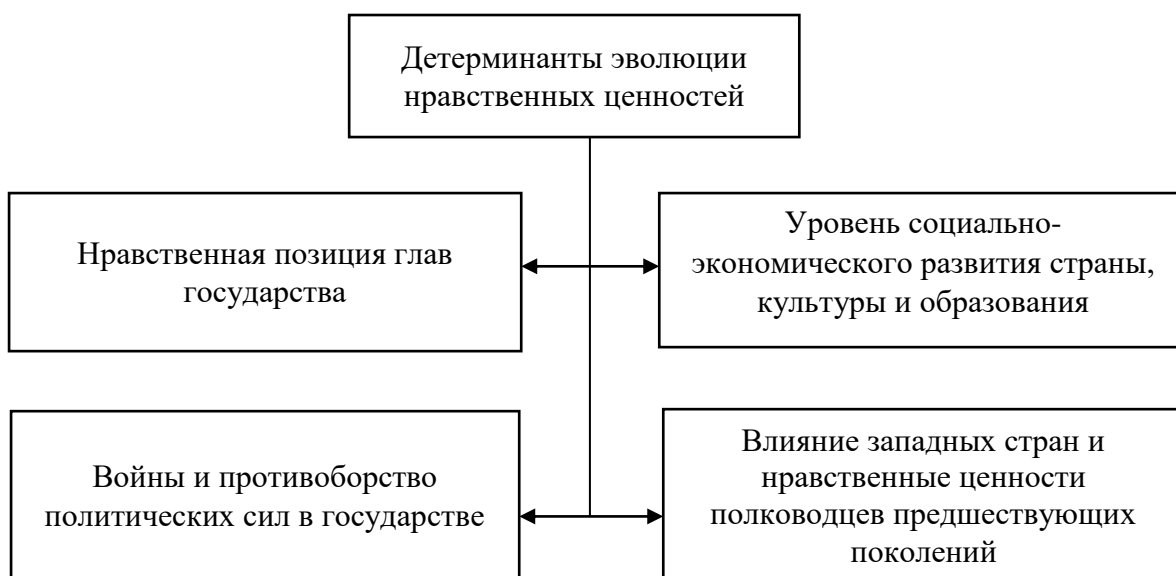 Детерминанты эволюции
нравственных ценностей
Нравственная позиция глав
государства
Уровень социально-
экономического развития страны,
культуры и образования
Войны и противоборство
политических сил в государстве
Влияние западных стран и
нравственные ценности
полководцев предшествующих
поколений